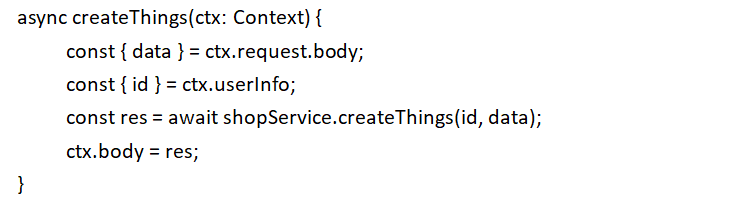 async createThings(ctx: Context) {
const { data } = ctx.request.body;
const { id } = ctx.userInfo;
const res = await shopService.createThings(id, data);
ctx.body = res;
}